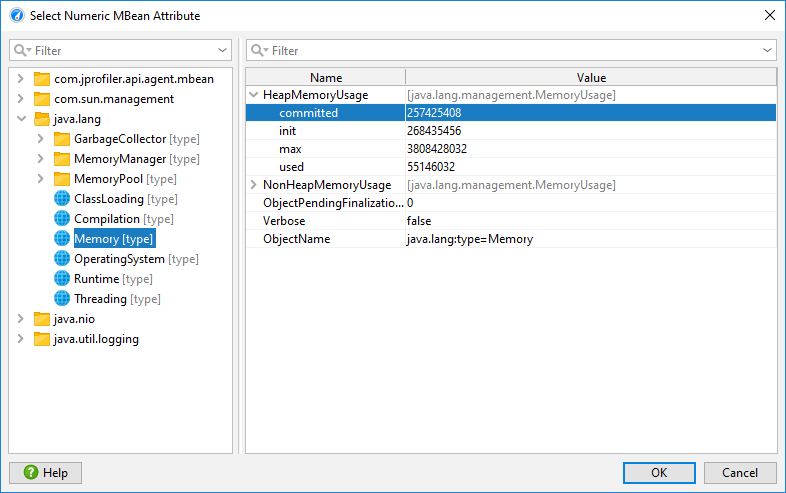 Select Numeric MBean Attribute
Filter
com.jprofiler.api.agent.mbean
com.sun.management
java.lang
GarbageCollector [type]
MemoryManager [type]
MemoryPool [type]
ClassLoading [type]
Compilation [type]
Memory [type]
OperatingSystem [type]
Runtime [type]
Threading [type]
java.nio
java.util.logging
Filter
Name Value
HeapMemoryUsage [java.lang.management.MemoryUsage]
committed 257425408
init 268435456
max 3808428032
used 55146032
NonHeapMemoryUsage [java.lang.management.MemoryUsage]
ObjectPendingFinalizatio... 0
Verbose false
ObjectName java.lang:type=Memory
? Help
OK Cancel